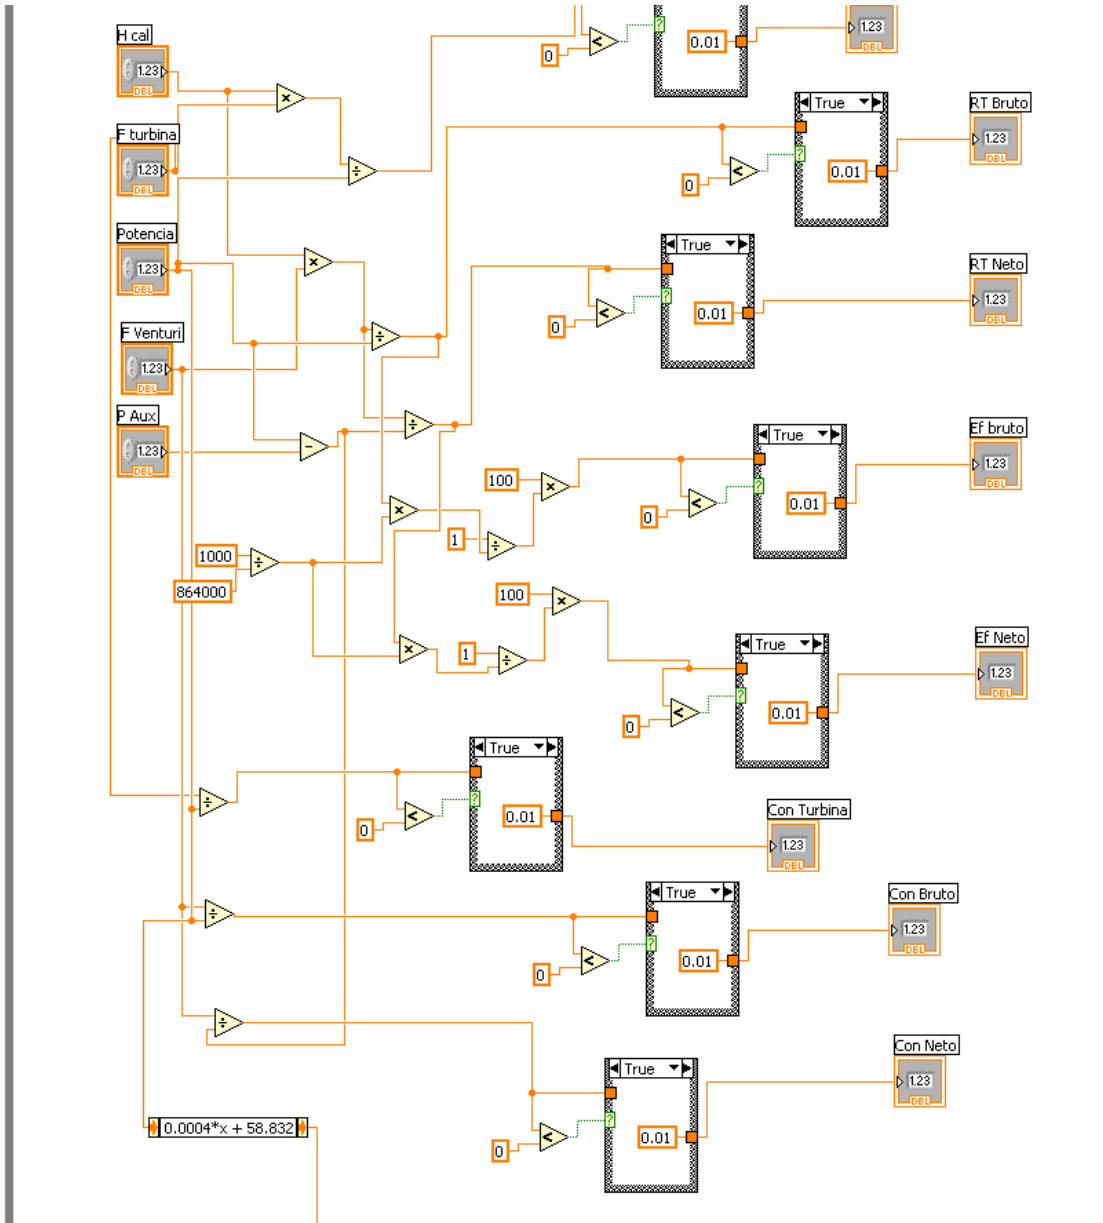 H cal
1.23
DBL
0
<
?
0.01
1.23
DBL
×
F turbina
1.23
DBL
÷
True
?
0
<
0.01
RT Bruto
1.23
DBL
Potencia
1.23
DBL
×
÷
True
?
0
<
0.01
RT Neto
1.23
DBL
F Venturi
1.23
DBL
P Aux
1.23
DBL
-
÷
×
100
×
1
÷
True
?
0
<
0.01
Ef bruto
1.23
DBL
1000
÷
864000
×
100
×
1
÷
True
?
0
<
0.01
Ef Neto
1.23
DBL
÷
True
?
0
<
0.01
Con Turbina
1.23
DBL
÷
True
?
0
<
0.01
Con Bruto
1.23
DBL
÷
True
?
0
<
0.01
Con Neto
1.23
DBL
0.0004*x + 58.832